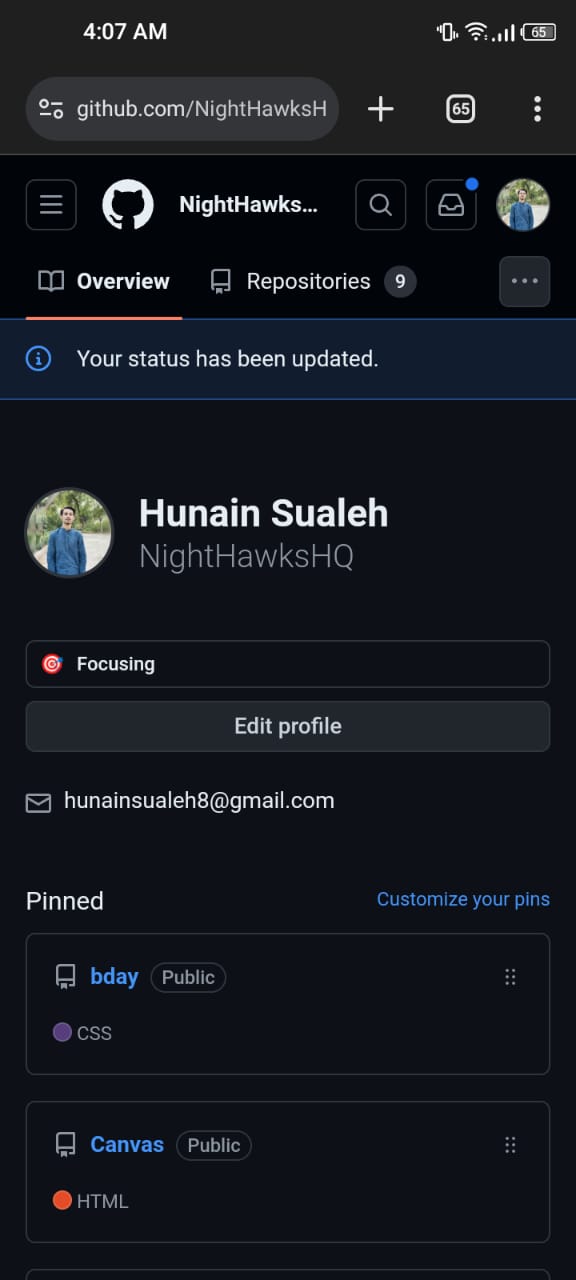 4:07 AM
65
github.com/NightHawksH
65
NightHawks...
Overview
Repositories 9
Your status has been updated.
Hunain Sualeh
NightHawksHQ
🎯 Focusing
Edit profile
hunainsualeh8@gmail.com
Pinned
Customize your pins
bday Public
CSS
Canvas Public
HTML